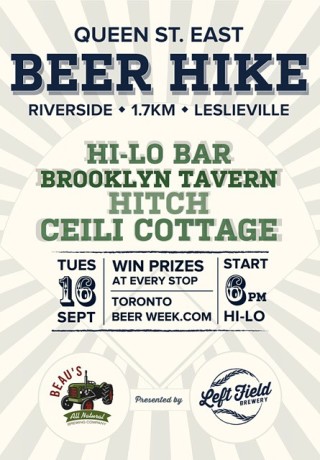 QUEEN ST. EAST
BEER HIKE
RIVERSIDE • 1.7KM • LESLIEVILLE
HI-LO BAR
BROOKLYN TAVERN
HITCH
CEILI COTTAGE
TUES
16
SEPT
WIN PRIZES
AT EVERY STOP
TORONTO
BEER WEEK.COM
START
6PM
HI-LO
BEAU'S
All Natural
BREWING COMPANY
Presented by
Left Field
BREWERY